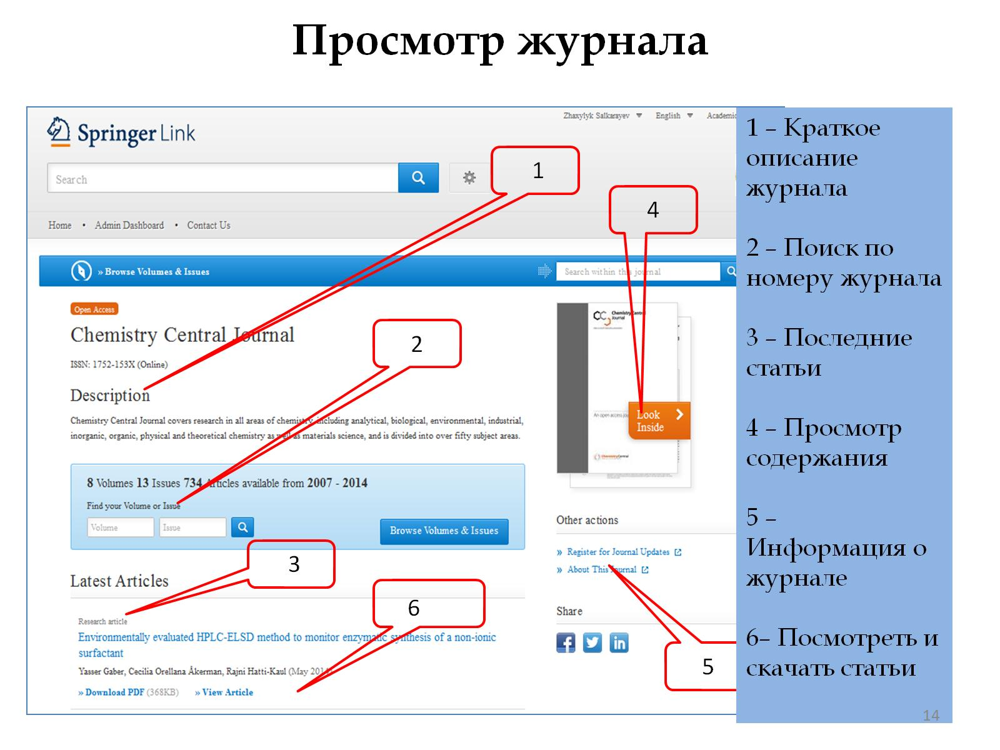 Просмотр журнала
Zhaxylyk Salkarayev English
Springer Link
Search
1
4
Home • Admin Dashboard • Contact Us
» Browse Volumes & Issues
Search within this journal
Open Access
Chemistry Central Journal
ISSN: 1752-153X (Online)
2
Description
Chemistry Central Journal covers research in all areas of chemistry, including analytical, biological, environmental, industrial,
inorganic, organic, physical and theoretical chemistry as well as materials science, and is divided into over fifty subject areas.
8 Volumes 13 Issues 734 Articles available from 2007 - 2014
Find your Volume or Issue
Volume
Issue
Browse Volumes & Issues
3
Latest Articles
6
Research article
Environmentally evaluated HPLC-ELSD method to monitor enzymatic synthesis of a non-ionic
surfactant
Yasser Gaber, Cecilia Orellana Åkerman, Rajni Hatti-Kaul (May 2014)
» Download PDF (368KB) » View Article
Chemistry Central
Journal
An open access
Look
Inside
ChemistryCentral
Other actions
» Register for Journal Updates
» About This Journal
Share
5
1 – Краткое
описание
журнала
2 – Поиск по
номеру журнала
3 – Последние
статьи
4 – Просмотр
содержания
5 –
Информация о
журнале
6– Посмотреть и
скачать статьи
14